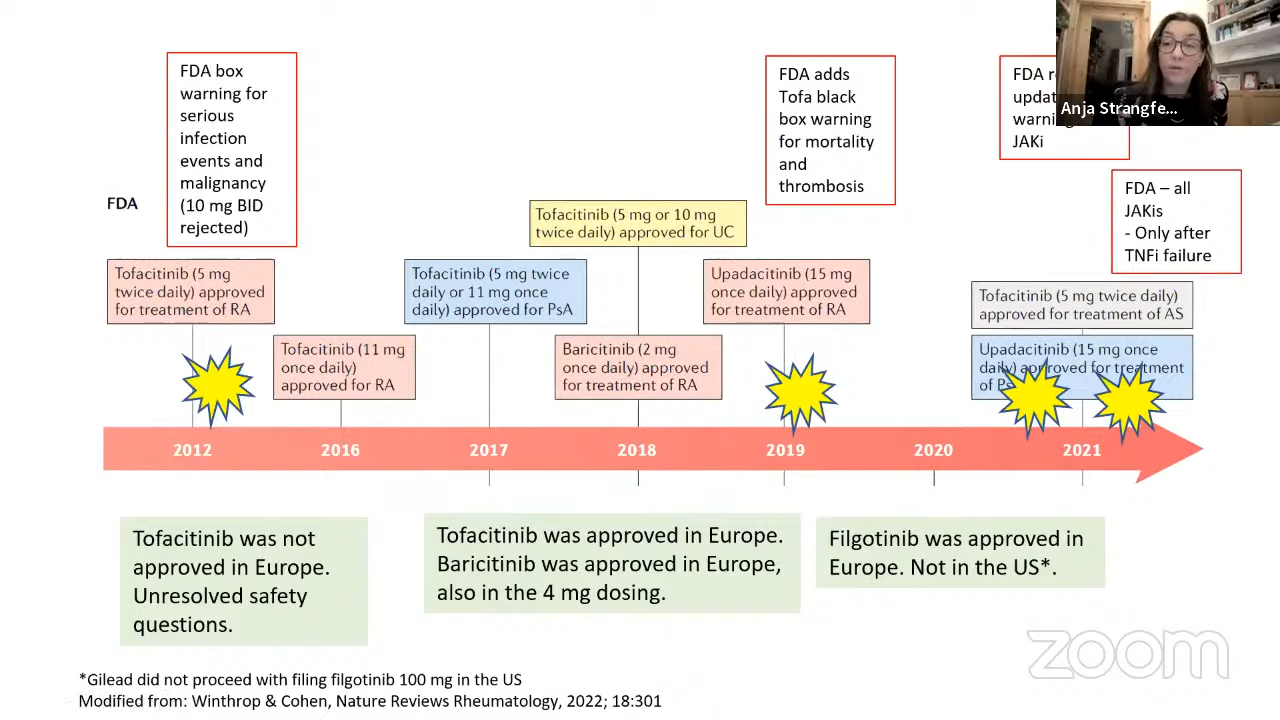 FDA box
warning for
serious
infection
events and
malignancy
(10 mg BID
rejected)
FDA adds
Tofa black
box warning
for mortality
and
thrombosis
FDA
JAKi
Anja Strangfe...
FDA – all
JAKis
- Only after
TNFi failure
FDA
Tofacitinib (5 mg
twice daily) approved
for treatment of RA
Tofacitinib (11 mg
once daily)
approved for RA
Tofacitinib (5 mg twice
daily or 11 mg once
daily) approved for PsA
Tofacitinib (5 mg or 10 mg
twice daily) approved for UC
Baricitinib (2 mg
once daily) approved
for treatment of RA
Upadacitinib (15 mg
once daily) approved
for treatment of RA
Tofacitinib (5 mg twice daily)
approved for treatment of AS
Upadacitinib (15 mg once
daily) approved for treatment
of
2012
2016
2017
2018
2019
2020
2021
Tofacitinib was not
approved in Europe.
Unresolved safety
questions.
Tofacitinib was approved in Europe.
Baricitinib was approved in Europe,
also in the 4 mg dosing.
Filgotinib was approved in
Europe. Not in the US*.
zoom
*Gilead did not proceed with filing filgotinib 100 mg in the US
Modified from: Winthrop & Cohen, Nature Reviews Rheumatology, 2022; 18:301